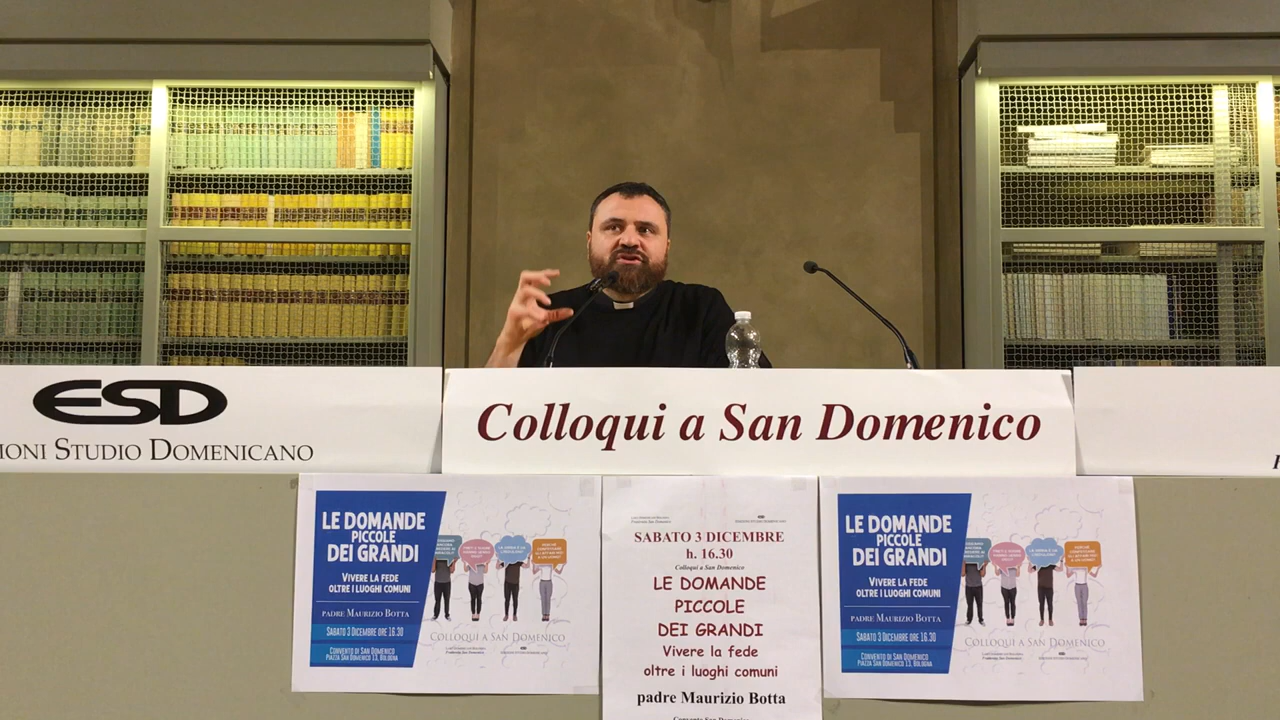 ESD
IONI STUDIO DOMENICANO
Colloqui a San Domenico
LE DOMANDE
PICCOLE
DEI GRANDI
VIVERE LA FEDE
OLTRE I LUOGHI COMUNI
PADRE MAURIZIO BOTTA
SABATO 3 DICEMBRE ORE 16.30
CONVENTO DI SAN DOMENICO
PIAZZA SAN DOMENICO 13, BOLOGNA
COLLOQUI A SAN DOMENICO
SABATO 3 DICEMBRE
h. 16.30
Colloqui a San Domenico
LE DOMANDE
PICCOLE
DEI GRANDI
Vivere la fede
oltre i luoghi comuni
padre Maurizio Botta
Convento San Domenico
LE DOMANDE
PICCOLE
DEI GRANDI
VIVERE LA FEDE
OLTRE I LUOGHI COMUNI
PADRE MAURIZIO BOTTA
SABATO 3 DICEMBRE ORE 16.30
CONVENTO DI SAN DOMENICO
PIAZZA SAN DOMENICO 13, BOLOGNA
COLLOQUI A SAN DOMENICO